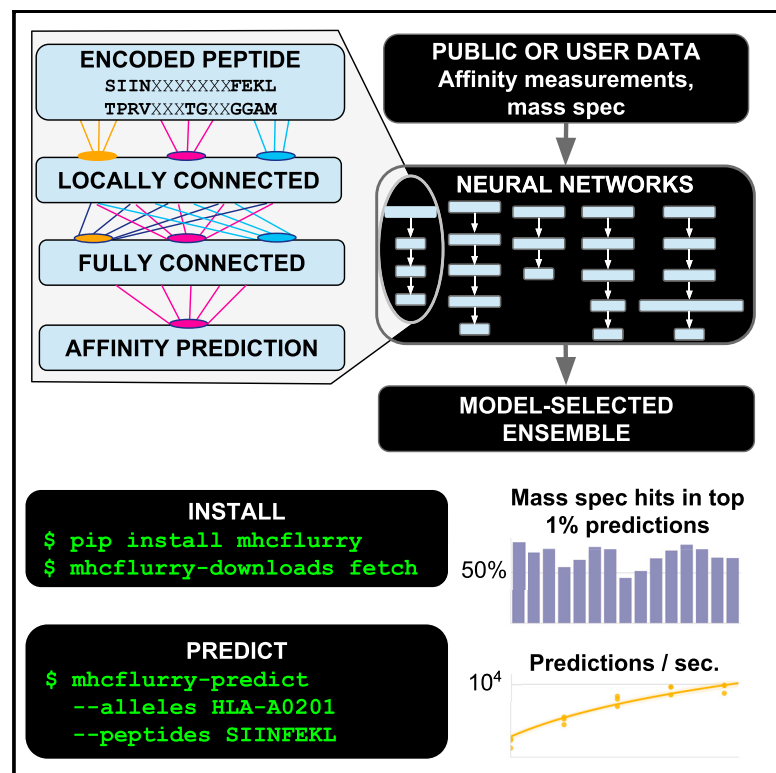 ENCODED PEPTIDE
SIINXXXXXXXFEKL
TPRVXXXTGXXGGAM
LOCALLY CONNECTED
FULLY CONNECTED
AFFINITY PREDICTION
PUBLIC OR USER DATA
Affinity measurements,
mass spec
NEURAL NETWORKS
MODEL-SELECTED
ENSEMBLE
INSTALL
$ pip install mhcflurry
$ mhcflurry-downloads fetch
Mass spec hits in top
1% predictions
50%
PREDICT
$ mhcflurry-predict
--alleles HLA-A0201
--peptides SIINFEKL
Predictions / sec.
10⁴